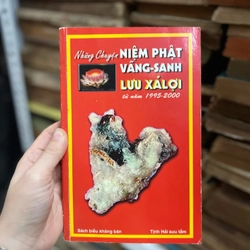 Những Chuyện NIỆM PHẬT
VÃNG-SANH
LƯU XÁ LỢI
từ năm 1995-2000
Sách biếu không bán
Tịnh Hải sưu tầm